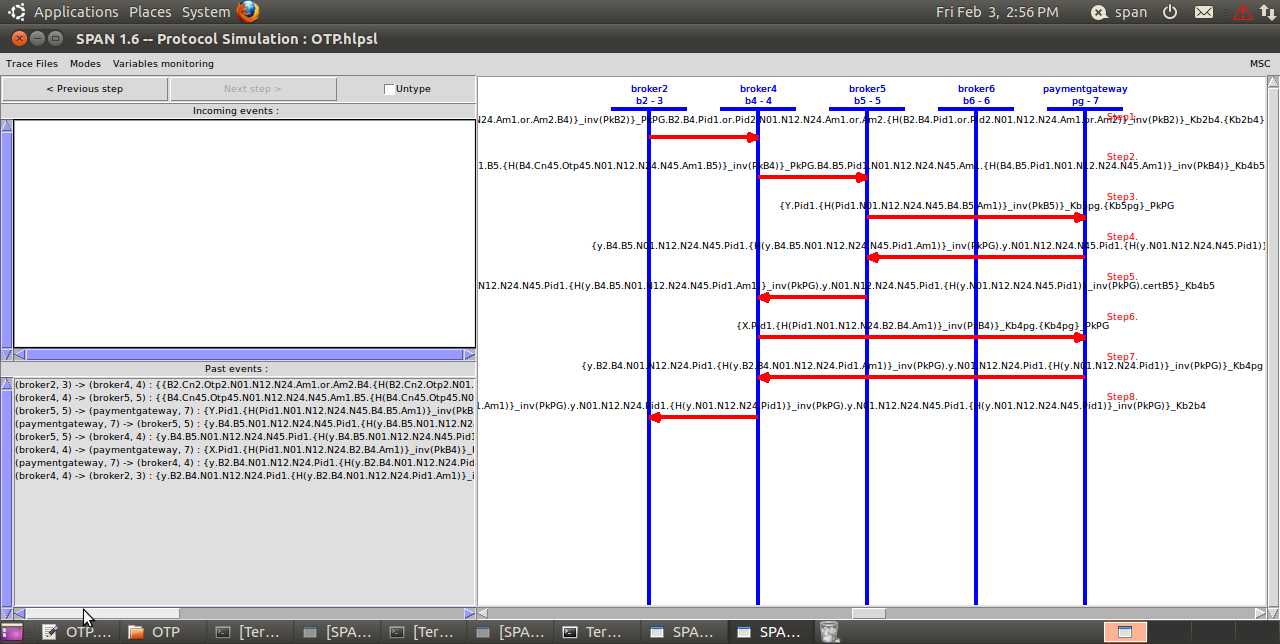 Applications Places System Fri Feb 3, 2:56 PM span
SPAN 1.6 -- Protocol Simulation : OTP.hlpsl
Trace Files Modes Variables monitoring MSC
< Previous step Next step > Untype
Incoming events :
Past events :
(broker2, 3) -> (broker4, 4) : {{B2.Cn2.Otp2.N01.N12.N24.Am1.or.Am2.B4.{H(B2.Cn2.Otp2.N01.
(broker4, 4) -> (broker5, 5) : {{B4.Cn45.Otp45.N01.N12.N24.N45.Am1.B5.{H(B4.Cn45.Otp45.N0
(broker5, 5) -> (paymentgateway, 7) : {Y.Pid1.{H(Pid1.N01.N12.N24.N45.B4.B5.Am1)}_inv(PkB
(paymentgateway, 7) -> (broker5, 5) : {y.B4.B5.N01.N12.N24.N45.Pid1.{H(y.B4.B5.N01.N12.N2
(broker5, 5) -> (broker4, 4) : {y.B4.B5.N01.N12.N24.N45.Pid1.{H(y.B4.B5.N01.N12.N24.N45.Pid1
(broker4, 4) -> (paymentgateway, 7) : {X.Pid1.{H(Pid1.N01.N12.N24.B2.B4.Am1)}_inv(PkB4)}_
(paymentgateway, 7) -> (broker4, 4) : {y.B2.B4.N01.N12.N24.Pid1.{H(y.B2.B4.N01.N12.N24.Pid
(broker4, 4) -> (broker2, 3) : {y.B2.B4.N01.N12.N24.Pid1.{H(y.B2.B4.N01.N12.N24.Pid1.Am1)}_i
broker2 broker4 broker5 broker6 paymentgateway
b2 - 3 b4 - 4 b5 - 5 b6 - 6 pg - 7
Step1.
N24.Am1.or.Am2.B4)}_inv(PkB2)}_PkPG.B2.B4.Pid1.or.Pid2.N01.N12.N24.Am1.or.Am2.{H(B2.B4.Pid1.or.Pid2.N01.N12.N24.Am1.or.Am2)}_inv(PkB2)}_Kb2b4.{Kb2b4}
Step2.
1.B5.{H(B4.Cn45.Otp45.N01.N12.N24.N45.Am1.B5)}_inv(PkB4)}_PkPG.B4.B5.Pid1.N01.N12.N24.N45.Am1.{H(B4.B5.Pid1.N01.N12.N24.N45.Am1)}_inv(PkB4)}_Kb4b5
Step3.
{Y.Pid1.{H(Pid1.N01.N12.N24.N45.B4.B5.Am1)}_inv(PkB5)}_Kb5pg.{Kb5pg}_PkPG
Step4.
{y.B4.B5.N01.N12.N24.N45.Pid1.{H(y.B4.B5.N01.N12.N24.N45.Pid1.Am1)}_inv(PkPG).y.N01.N12.N24.N45.Pid1.{H(y.N01.N12.N24.N45.Pid1)}
Step5.
N12.N24.N45.Pid1.{H(y.B4.B5.N01.N12.N24.N45.Pid1.Am1)}_inv(PkPG).y.N01.N12.N24.N45.Pid1.{H(y.N01.N12.N24.N45.Pid1)}_inv(PKPG).certB5}_Kb4b5
Step6.
{X.Pid1.{H(Pid1.N01.N12.N24.B2.B4.Am1)}_inv(PkB4)}_Kb4pg.{Kb4pg}_PkPG
Step7.
{y.B2.B4.N01.N12.N24.Pid1.{H(y.B2.B4.N01.N12.N24.Pid1.Am1)}_inv(PkPG).y.N01.N12.N24.Pid1.{H(y.N01.N12.N24.Pid1)}_inv(PkPG)}_Kb4pg
Step8.
1.Am1)}_inv(PkPG).y.N01.N12.N24.Pid1.{H(y.N01.N12.N24.Pid1)}_inv(PkPG).y.N01.N12.N24.N45.Pid1.{H(y.N01.N12.N24.N45.Pid1)}_inv(PkPG)}_Kb2b4
OTP.... OTP [Ter... [SPA... [Ter... [SPA... Ter... SPA... SPA...